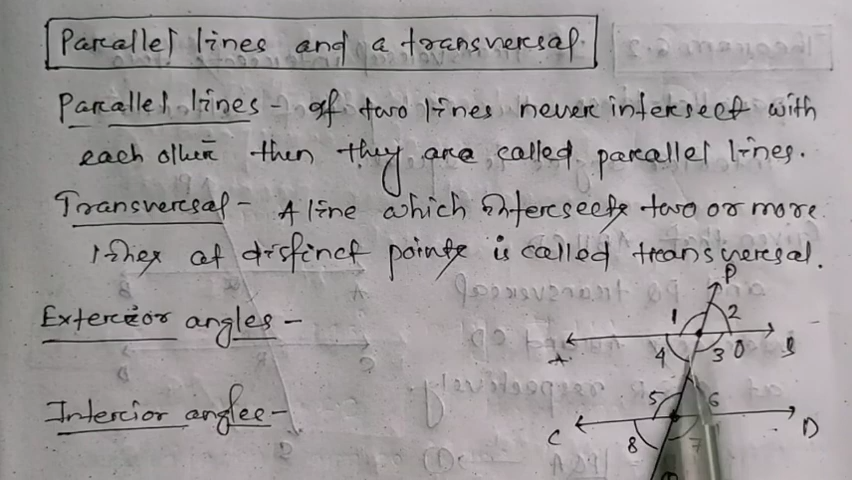 Parallel lines and a transversal
Parallel lines - If two lines never intersect with
each other then they are called parallel lines.
Transversal - A line which intersects two or more
lines at distinct points is called transversal.
P
Exterior angles -
1 2
A 4 3 O B
Interior angles -
5 6
C 8 7 D